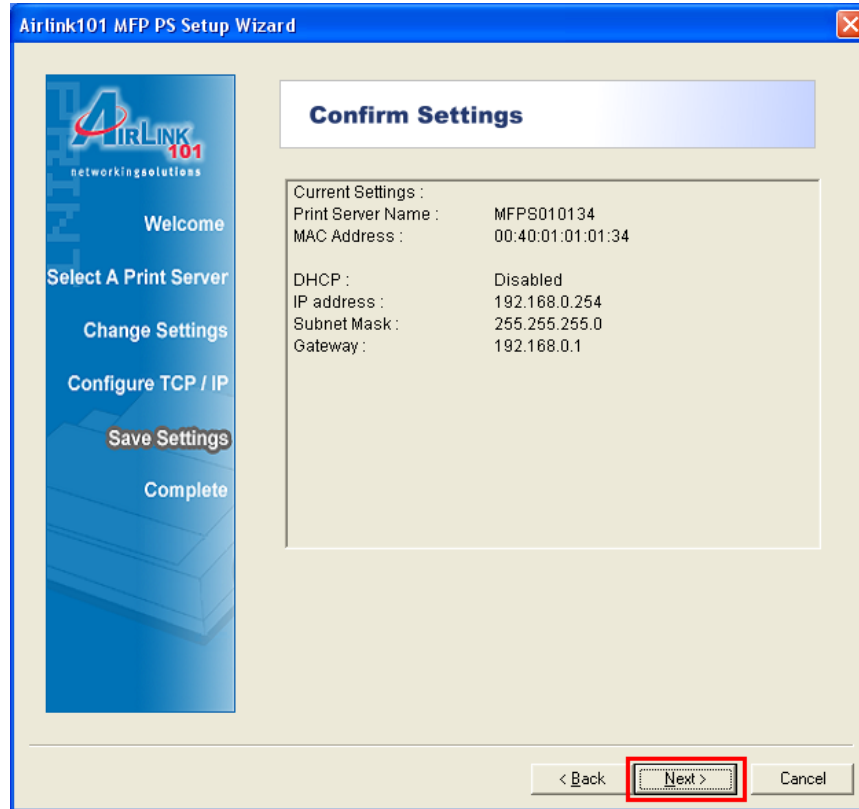 Airlink101 MFP PS Setup Wizard
AIRLINK
101
networkingsolutions
Welcome
Select A Print Server
Change Settings
Configure TCP / IP
Save Settings
Complete
Confirm Settings
Current Settings :
Print Server Name : MFPS010134
MAC Address : 00:40:01:01:01:34
DHCP : Disabled
IP address : 192.168.0.254
Subnet Mask : 255.255.255.0
Gateway : 192.168.0.1
< Back
Next >
Cancel